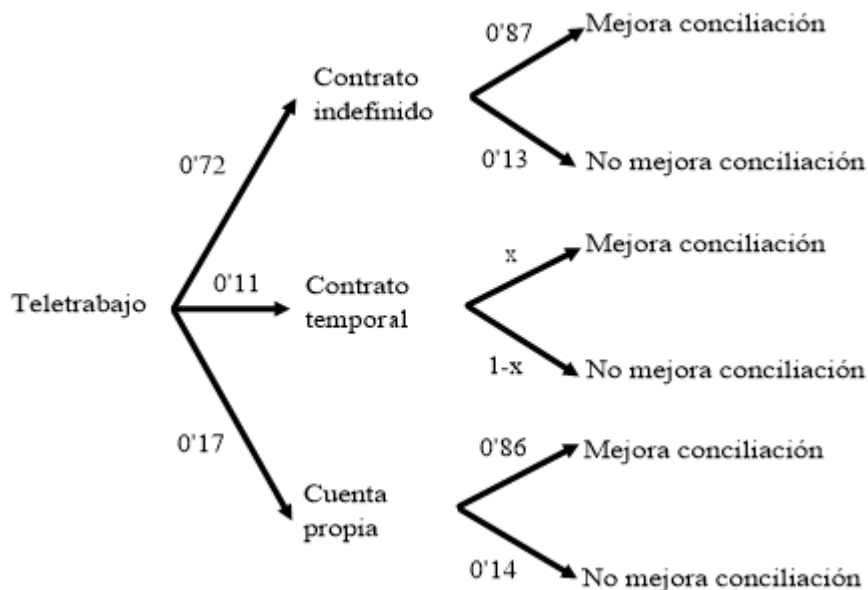 0'87
Mejora conciliación
Contrato
indefinido
0'13
No mejora conciliación
0'72
Mejora conciliación
x
0'11
Contrato
temporal
Teletrabajo
1-x
No mejora conciliación
0'17
0'86
Mejora conciliación
Cuenta
propia
0'14
No mejora conciliación